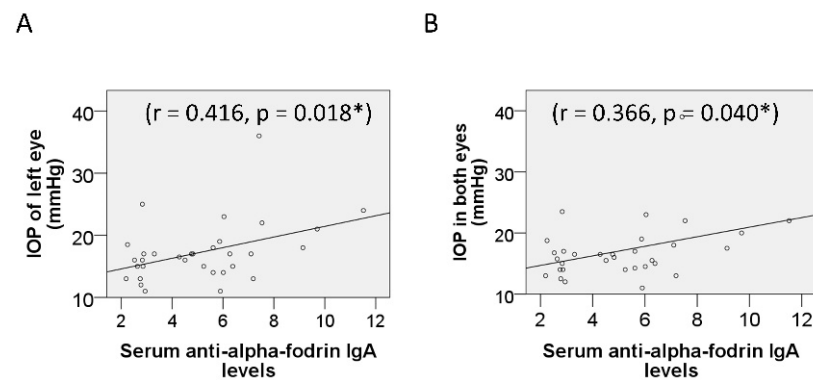 A
(r = 0.416, p = 0.018*)
40
30
20
10
IOP of left eye
(mmHg)
2 4 6 8 10 12
Serum anti-alpha-fodrin IgA
levels
B
(r = 0.366, p = 0.040*)
40
30
20
10
IOP in both eyes
(mmHg)
2 4 6 8 10 12
Serum anti-alpha-fodrin IgA
levels